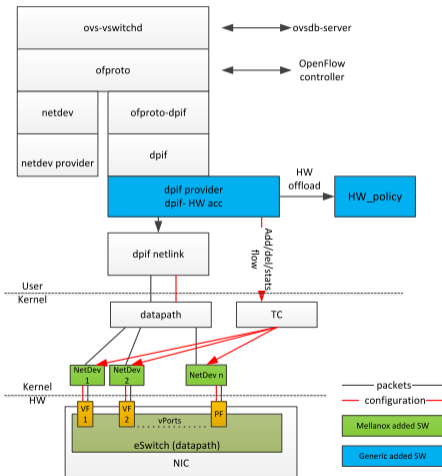 ovs-vswitchd
ovsdb-server
ofproto
OpenFlow
controller
netdev
ofproto-dpif
netdev provider
dpif
dpif provider
dpif- HW acc
HW
offload
HW_policy
dpif netlink
Add/del/stats
flow
User
Kernel
datapath
TC
NetDev
1
NetDev
2
NetDev n
Kernel
HW
packets
configuration
VF
1
VF
2
PF
vPorts
eSwitch (datapath)
NIC
Mellanox added SW
Generic added SW